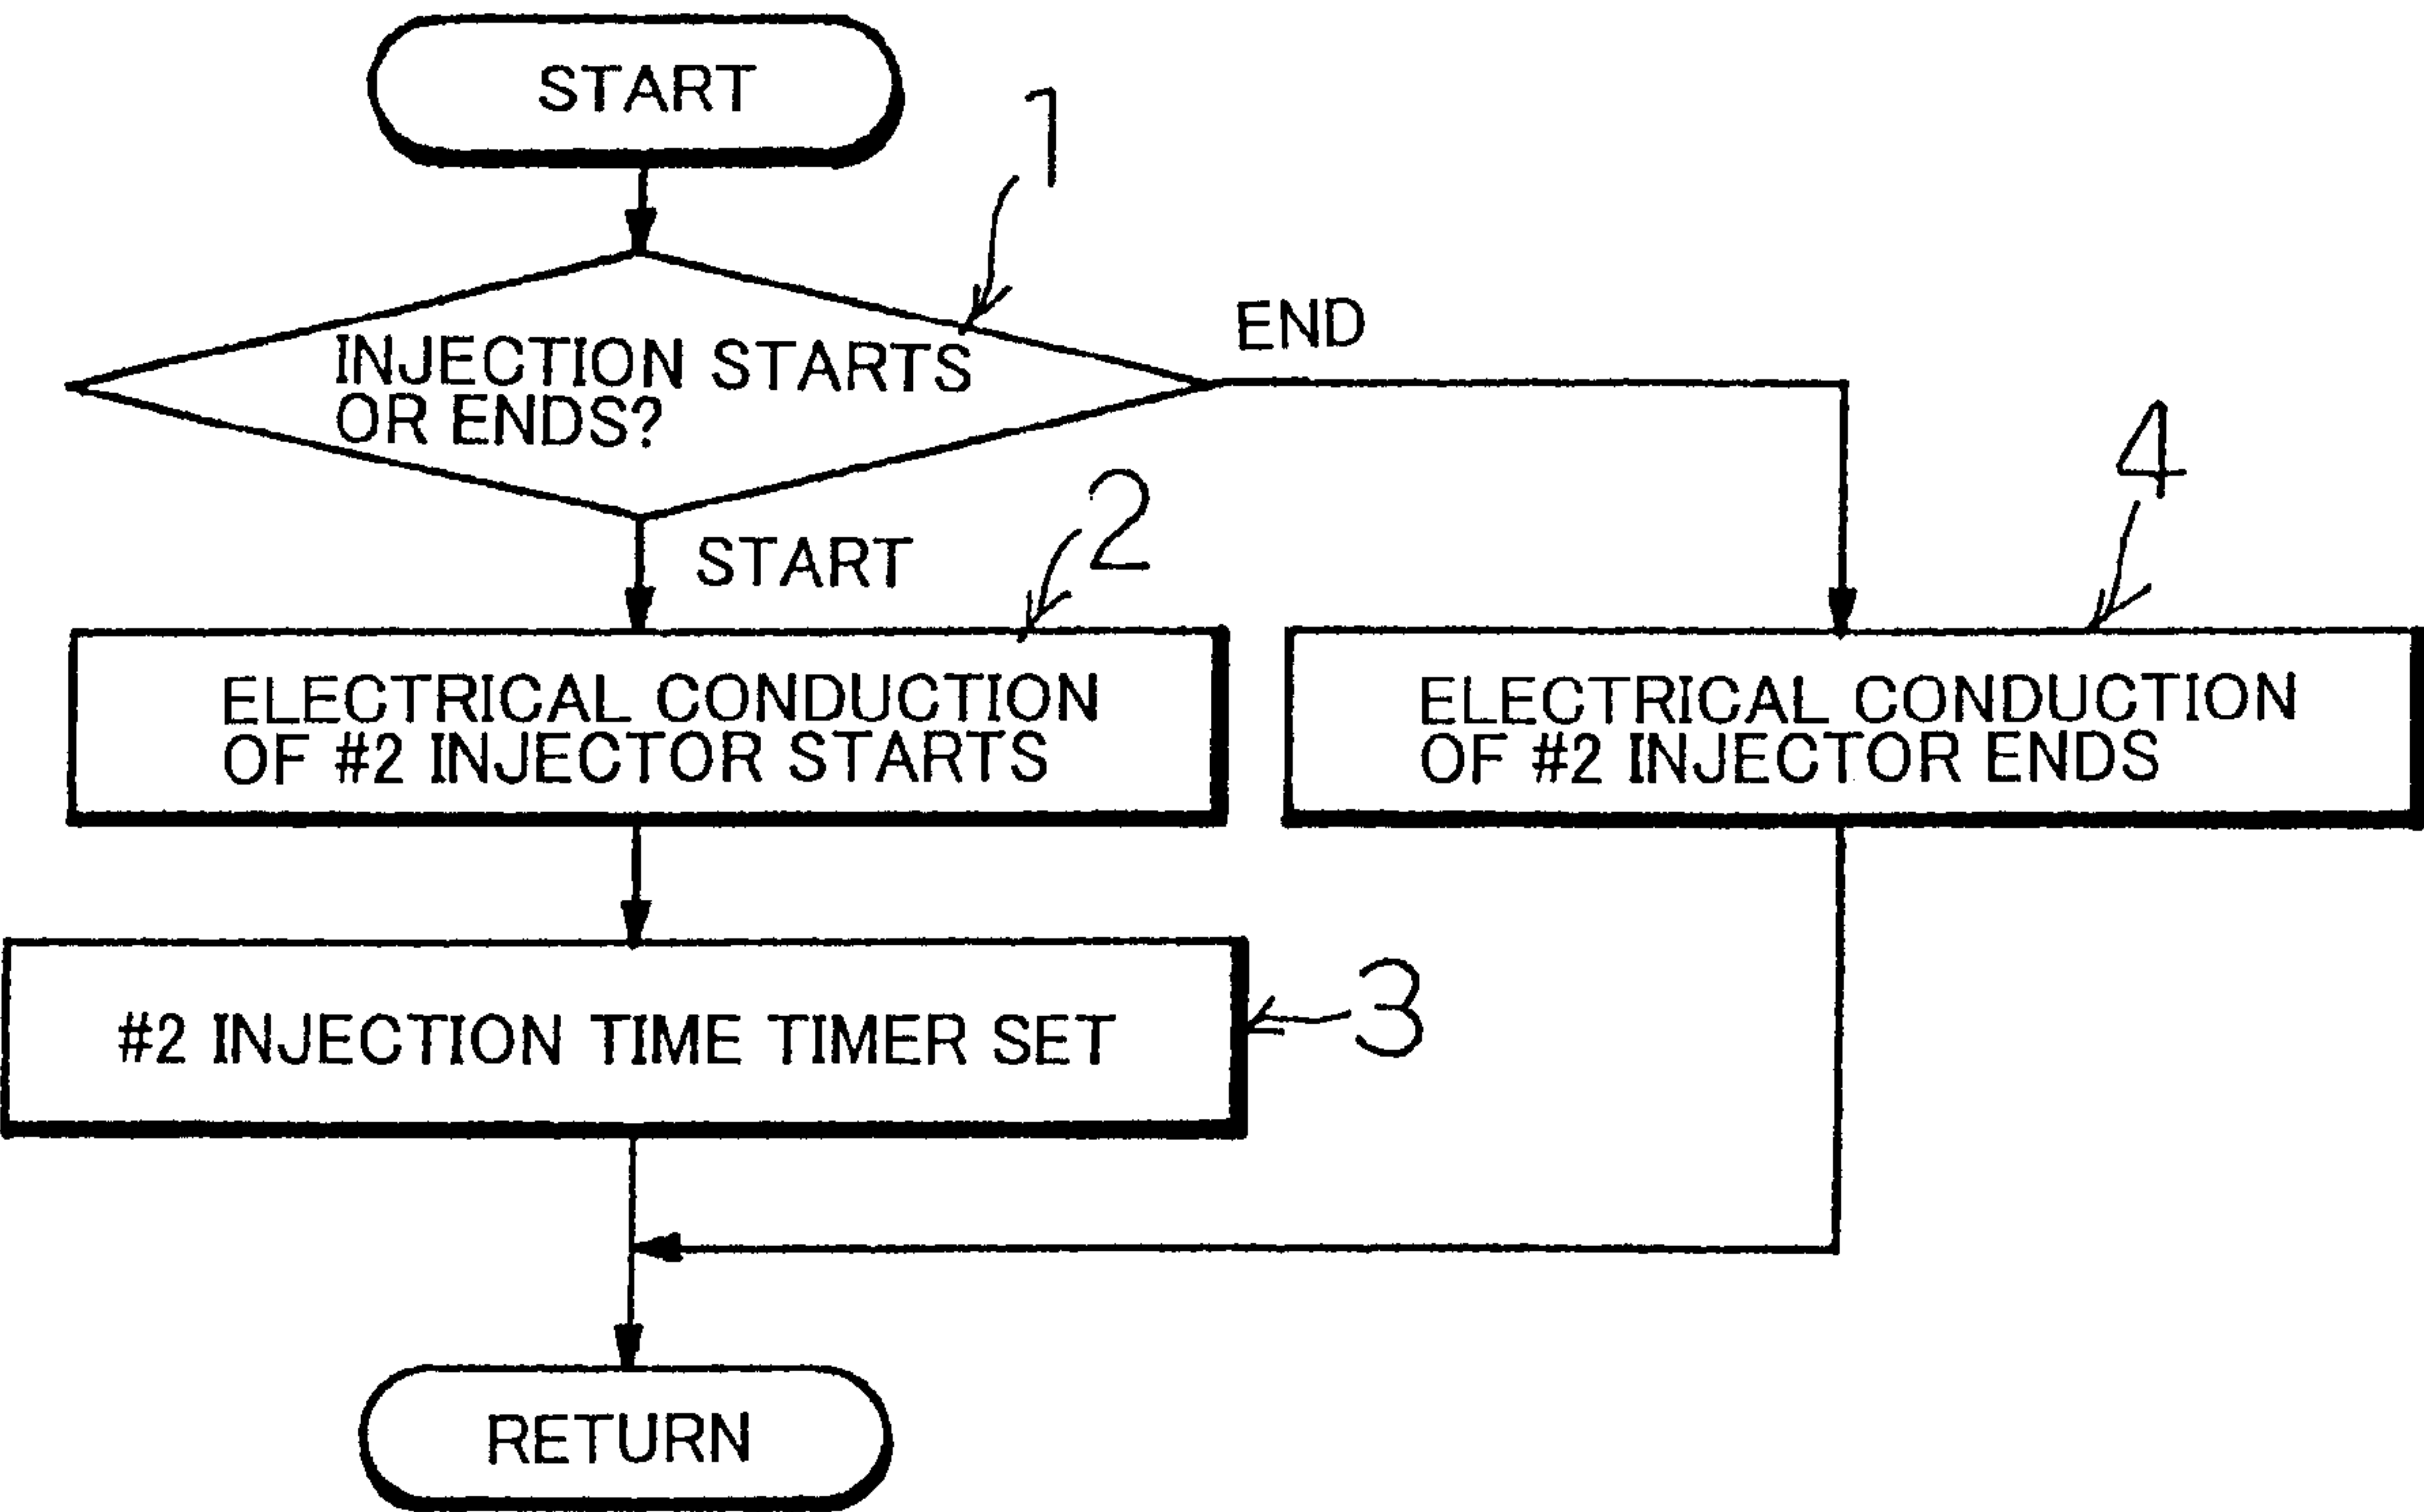 START
1
INJECTION STARTS
OR ENDS?
END
START
2
4
ELECTRICAL CONDUCTION
OF #2 INJECTOR STARTS
ELECTRICAL CONDUCTION
OF #2 INJECTOR ENDS
#2 INJECTION TIME TIMER SET
3
RETURN